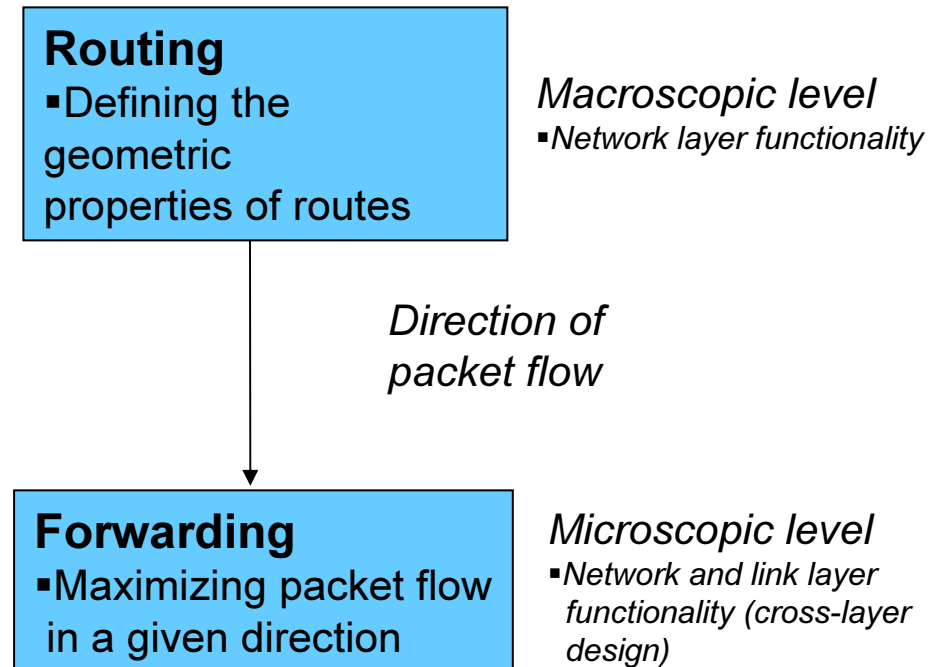 Routing
▪Defining the
geometric
properties of routes
Macroscopic level
▪Network layer functionality
Direction of
packet flow
Forwarding
▪Maximizing packet flow
in a given direction
Microscopic level
▪Network and link layer
functionality (cross-layer
design)